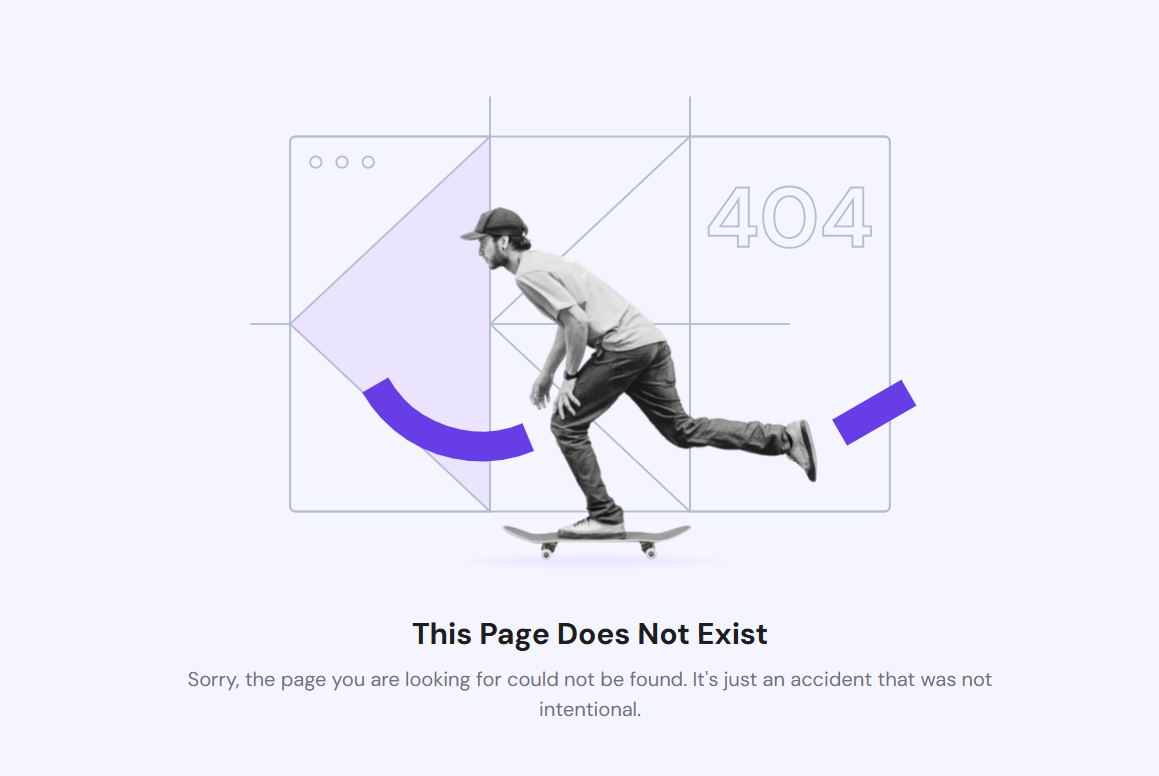 404
This Page Does Not Exist
Sorry, the page you are looking for could not be found. It's just an accident that was not
intentional.